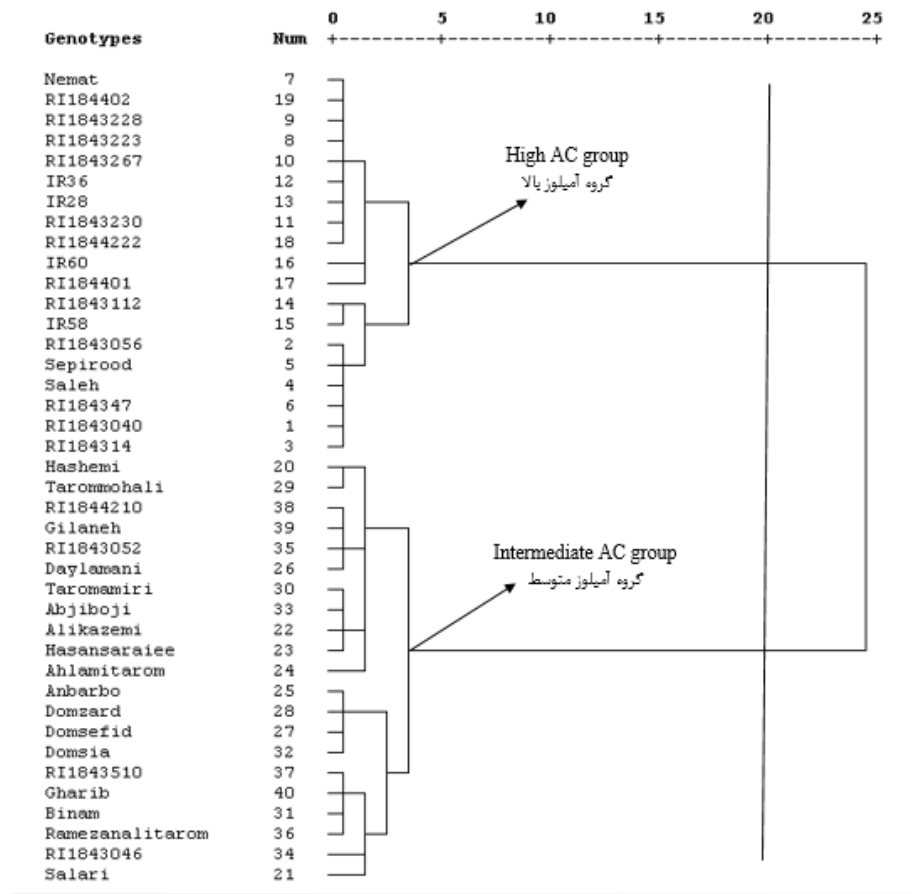 0 5 10 15 20 25
Genotypes Num +---------+---------+---------+---------+---------+
Nemat 7
RI184402 19
RI1843228 9
RI1843223 8
RI1843267 10
IR36 12
IR28 13
RI1843230 11
RI1844222 18
IR60 16
RI184401 17
RI1843112 14
IR58 15
RI1843056 2
Sepirood 5
Saleh 4
RI184347 6
RI1843040 1
RI184314 3
Hashemi 20
Tarommohali 29
RI1844210 38
Gilaneh 39
RI1843052 35
Daylamani 26
Taromamiri 30
Abjiboji 33
Alikazemi 22
Hasansaraiee 23
Ahlamitarom 24
Anbarbo 25
Domzard 28
Domsefid 27
Domsia 32
RI1843510 37
Gharib 40
Binam 31
Ramezanalitarom 36
RI1843046 34
Salari 21
High AC group
گروه آمیلوز بالا
Intermediate AC group
گروه آمیلوز متوسط